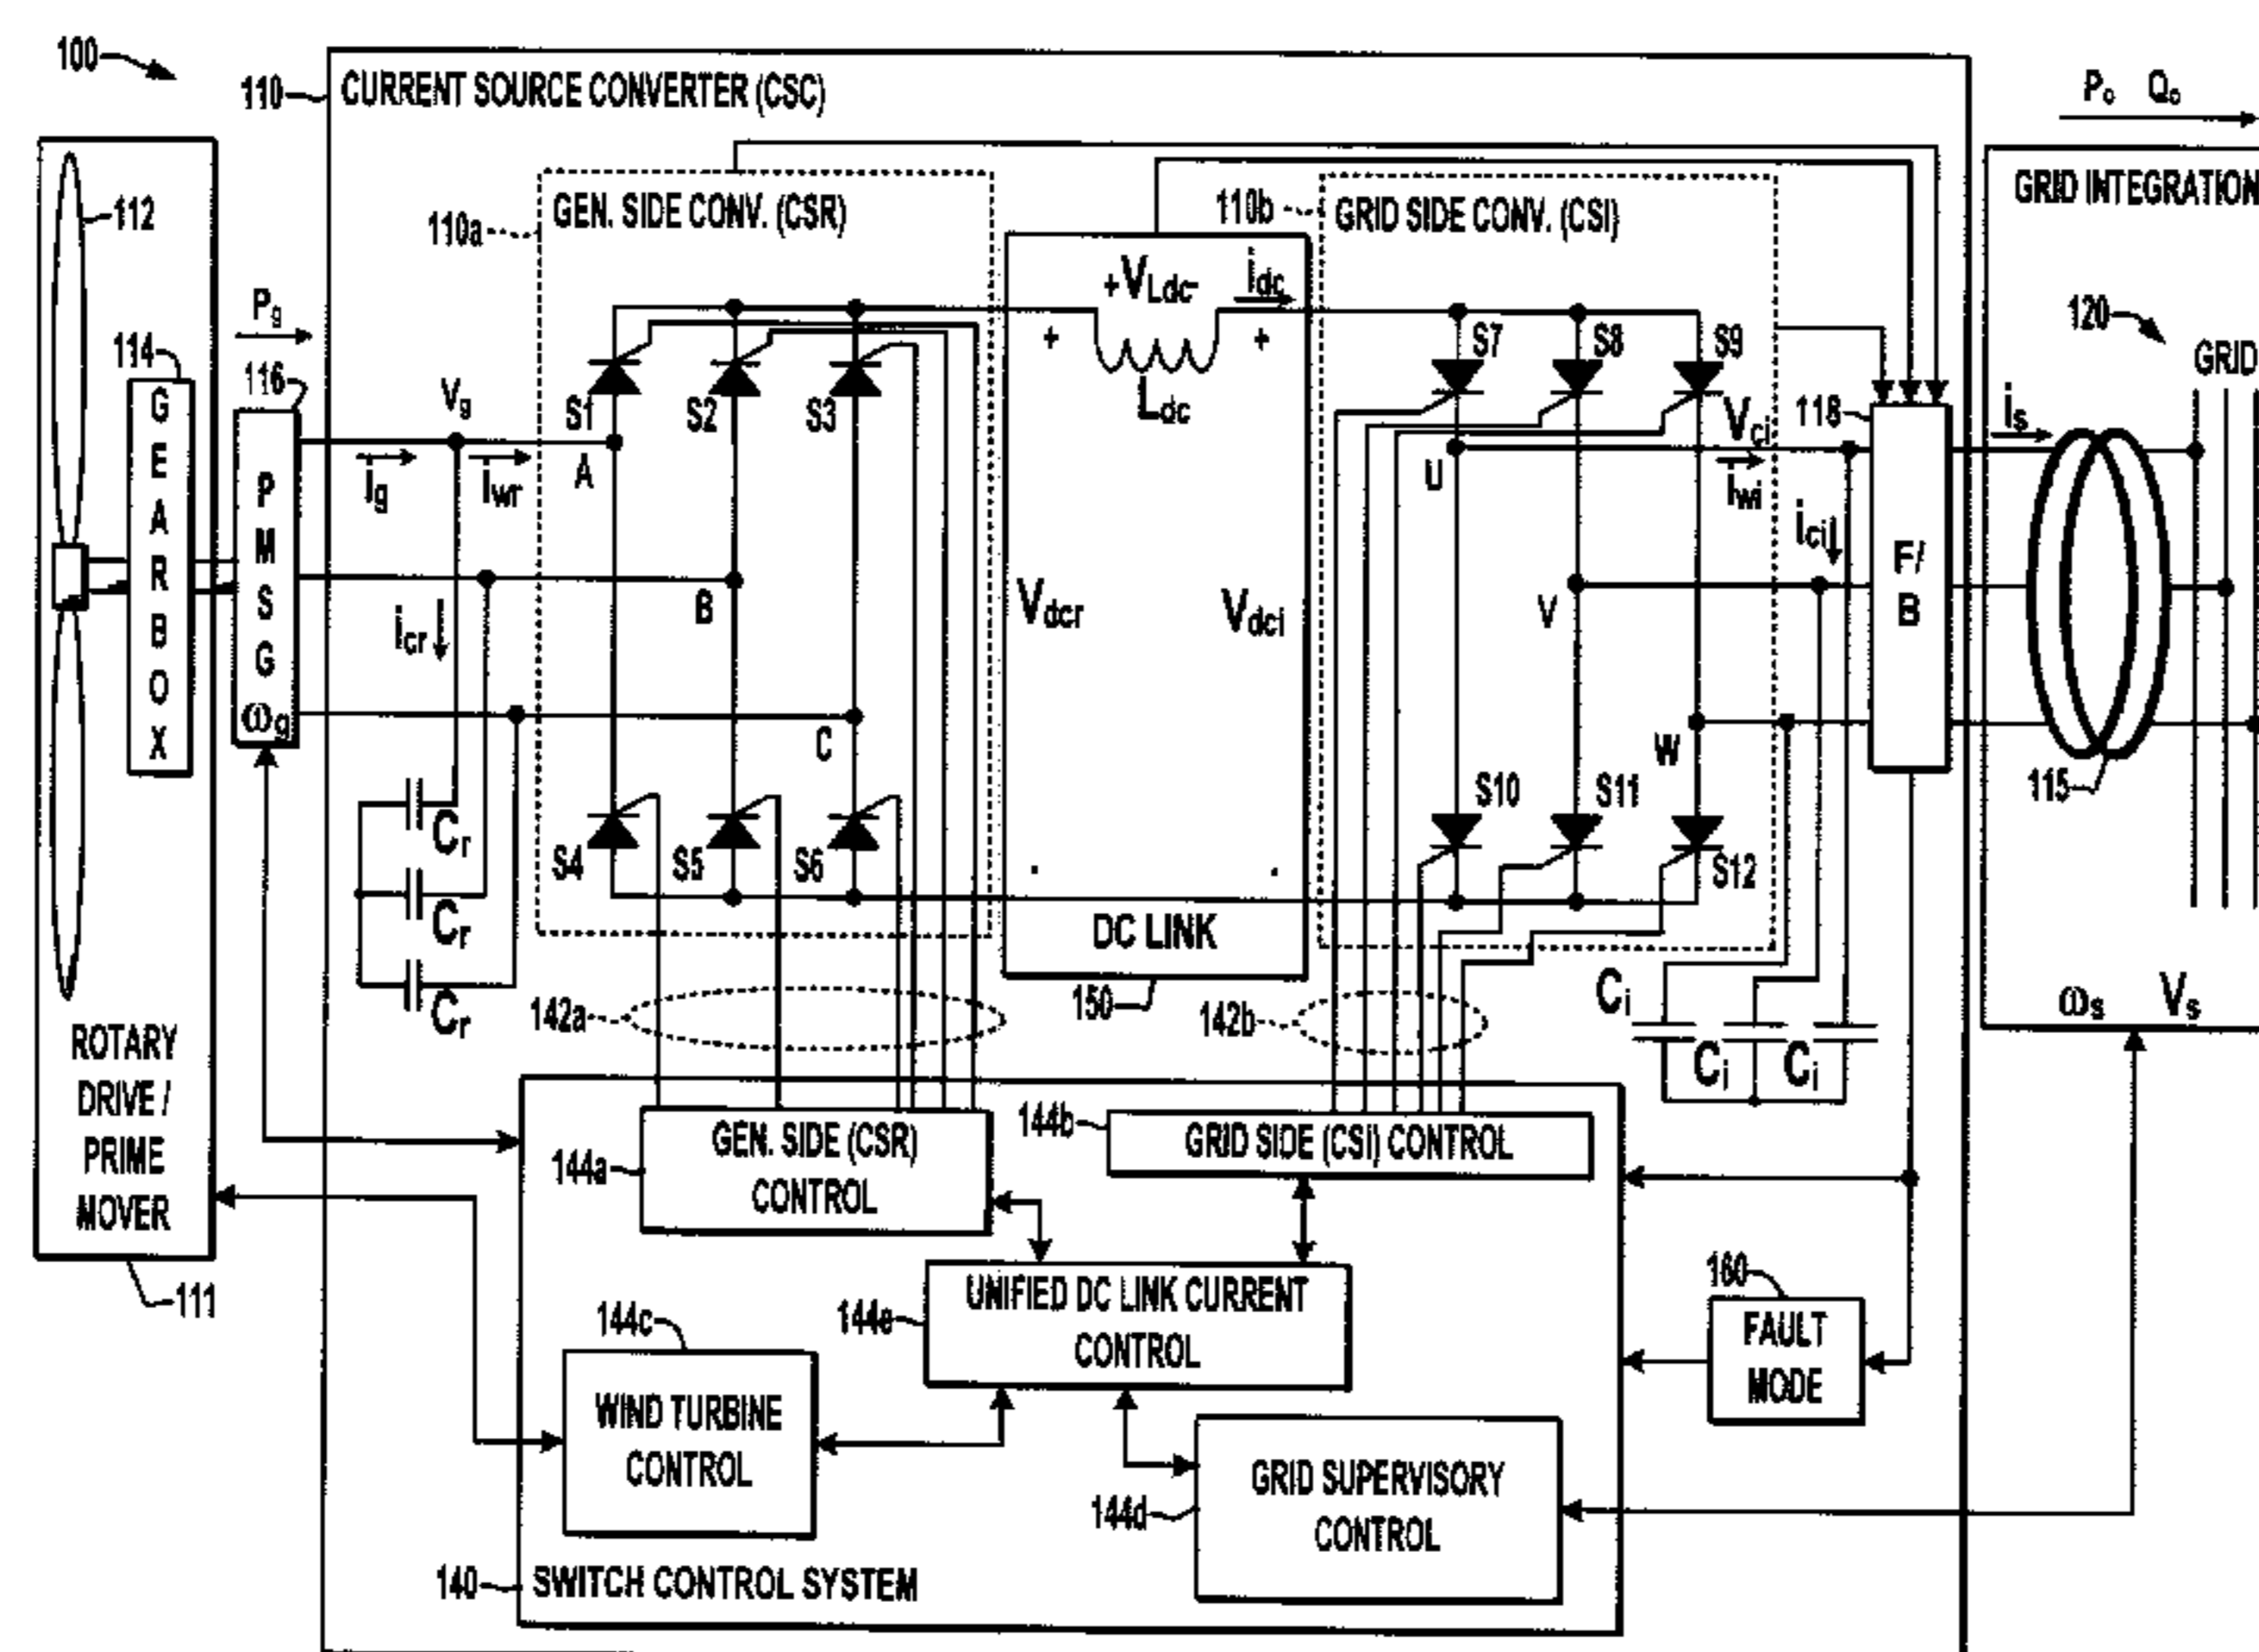 100
110
CURRENT SOURCE CONVERTER (CSC)
Po Qo
112
110a
GEN. SIDE CONV. (CSR)
110b
GRID SIDE CONV. (CSI)
GRID INTEGRATION
Pg
114
116
GEARBOX
PMSG
ωg
Vg
ig
iwr
icr
S1
S2
S3
A
B
C
S4
S5
S6
Cr
Cr
Cr
+VLdc-
idc
+
+
Ldc
Vdcr
Vdci
DC LINK
150
S7
S8
S9
U
V
W
S10
S11
S12
Vci
iwi
ici
118
F/
B
is
120
GRID
115
Ci
Ci
Ci
ωs
Vs
ROTARY
DRIVE /
PRIME
MOVER
111
142a
142b
144a
GEN. SIDE (CSR)
CONTROL
144b
GRID SIDE (CSI) CONTROL
144e
UNIFIED DC LINK CURRENT
CONTROL
144c
WIND TURBINE
CONTROL
144d
GRID SUPERVISORY
CONTROL
160
FAULT
MODE
140
SWITCH CONTROL SYSTEM